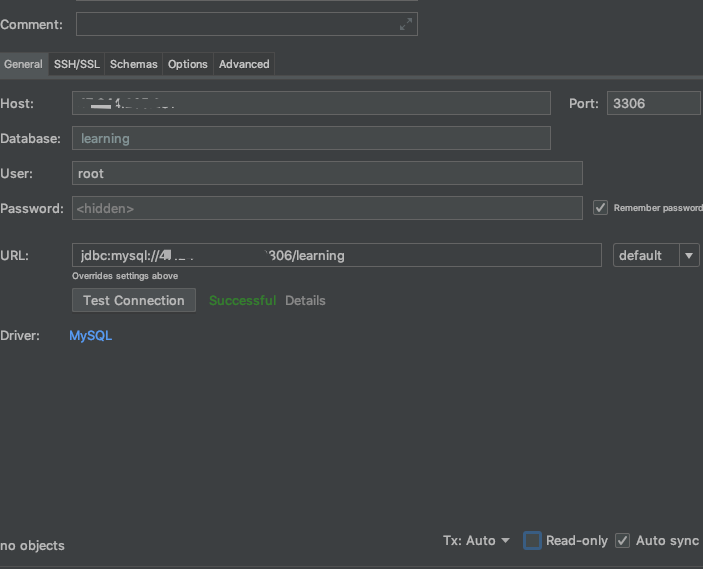 Comment:
General SSH/SSL Schemas Options Advanced
Host: Port: 3306
Database: learning
User: root
Password: <hidden> Remember password
URL: jdbc:mysql://4 306/learning default
Overrides settings above
Test Connection Successful Details
Driver: MySQL
Tx: Auto Read-only Auto sync
no objects